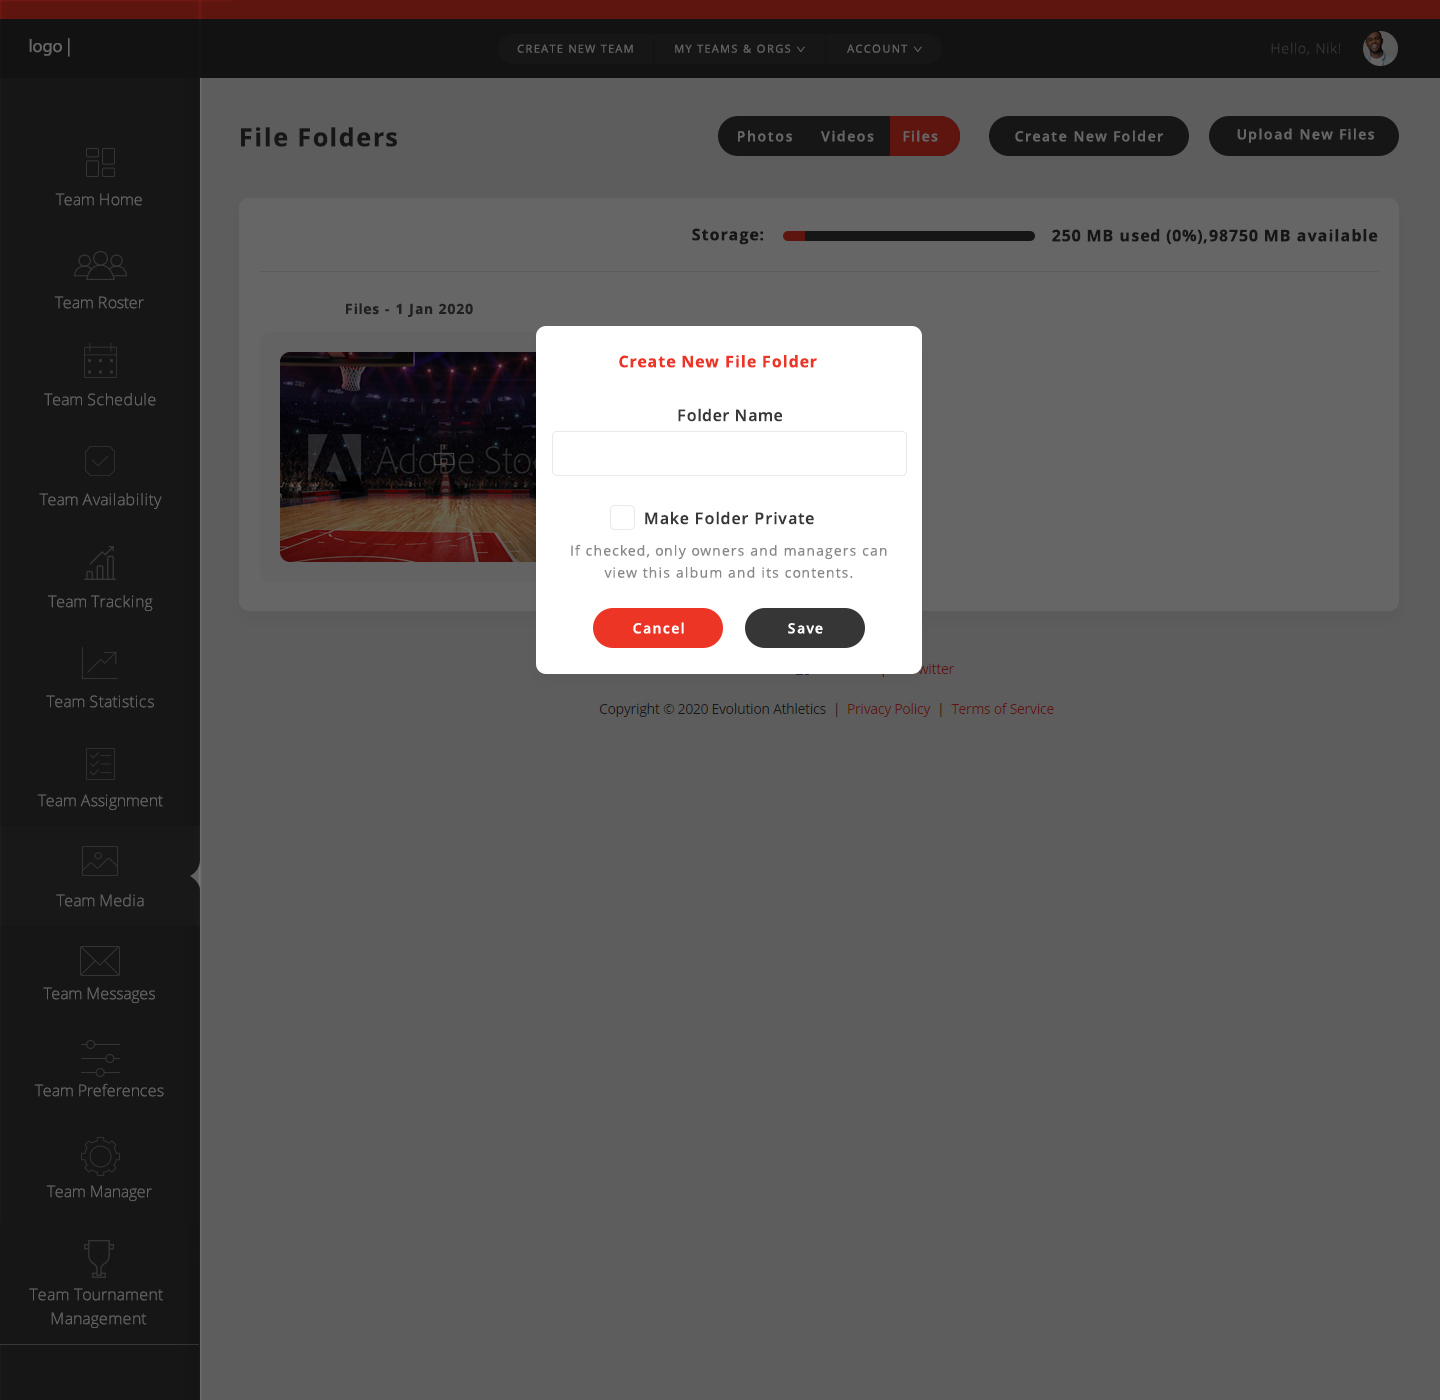 logo |
CREATE NEW TEAM
MY TEAMS & ORGS
ACCOUNT
Hello, Nik!
Team Home
Team Roster
Team Schedule
Team Availability
Team Tracking
Team Statistics
Team Assignment
Team Media
Team Messages
Team Preferences
Team Manager
Team Tournament
Management
File Folders
Photos
Videos
Files
Create New Folder
Upload New Files
Storage:
250 MB used (0%),98750 MB available
Files - 1 Jan 2020
Adobe Sto
Create New File Folder
Folder Name
Make Folder Private
If checked, only owners and managers can
view this album and its contents.
Cancel
Save
witter
Copyright © 2020 Evolution Athletics | Privacy Policy | Terms of Service